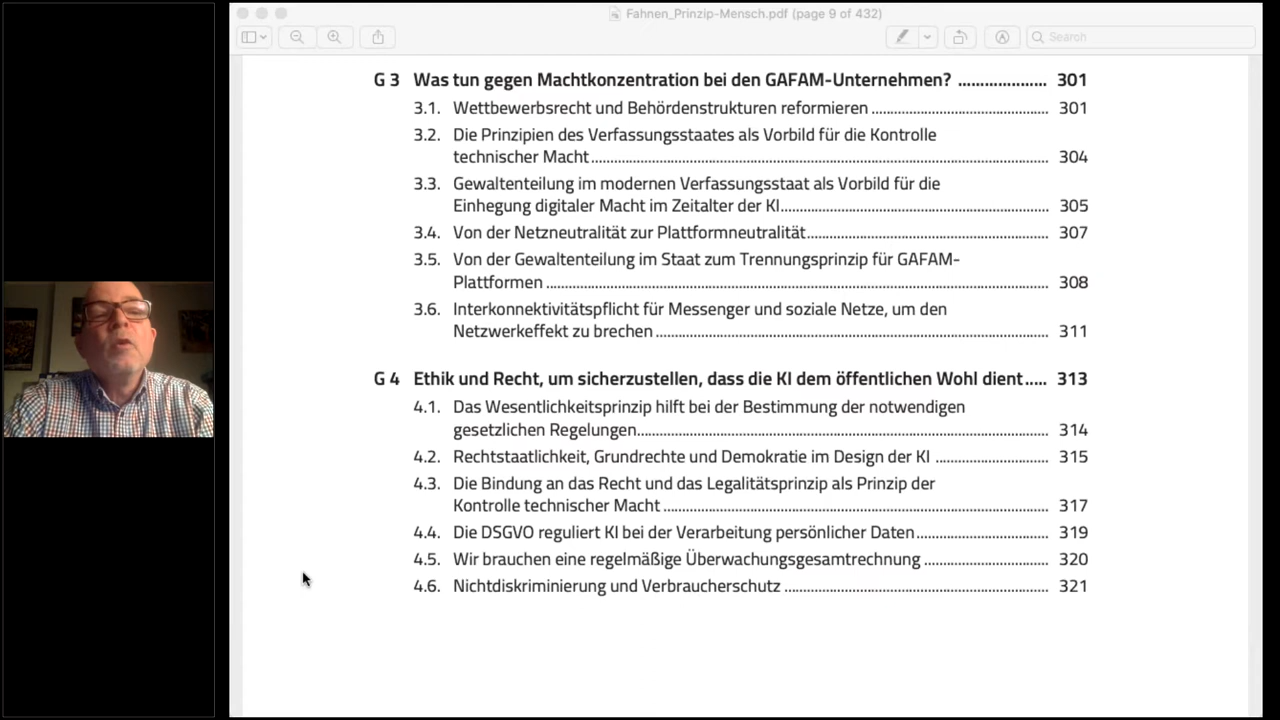 Fahnen_Prinzip-Mensch.pdf (page 9 of 432)
Search
G 3 Was tun gegen Machtkonzentration bei den GAFAM-Unternehmen? ..................... 301
3.1. Wettbewerbsrecht und Behördenstrukturen reformieren ............................................ 301
3.2. Die Prinzipien des Verfassungsstaates als Vorbild für die Kontrolle
technischer Macht ............................................ 304
3.3. Gewaltenteilung im modernen Verfassungsstaat als Vorbild für die
Einhegung digitaler Macht im Zeitalter der KI ............................................ 305
3.4. Von der Netzneutralität zur Plattformneutralität ............................................ 307
3.5. Von der Gewaltenteilung im Staat zum Trennungsprinzip für GAFAM-
Plattformen ............................................ 308
3.6. Interkonnektivitätspflicht für Messenger und soziale Netze, um den
Netzwerkeffekt zu brechen ............................................ 311
G 4 Ethik und Recht, um sicherzustellen, dass die KI dem öffentlichen Wohl dient ..... 313
4.1. Das Wesentlichkeitsprinzip hilft bei der Bestimmung der notwendigen
gesetzlichen Regelungen ............................................ 314
4.2. Rechtstaatlichkeit, Grundrechte und Demokratie im Design der KI ............................ 315
4.3. Die Bindung an das Recht und das Legalitätsprinzip als Prinzip der
Kontrolle technischer Macht ............................................ 317
4.4. Die DSGVO reguliert KI bei der Verarbeitung persönlicher Daten ................................ 319
4.5. Wir brauchen eine regelmäßige Überwachungsgesamtrechnung ............................... 320
4.6. Nichtdiskriminierung und Verbraucherschutz ............................................ 321